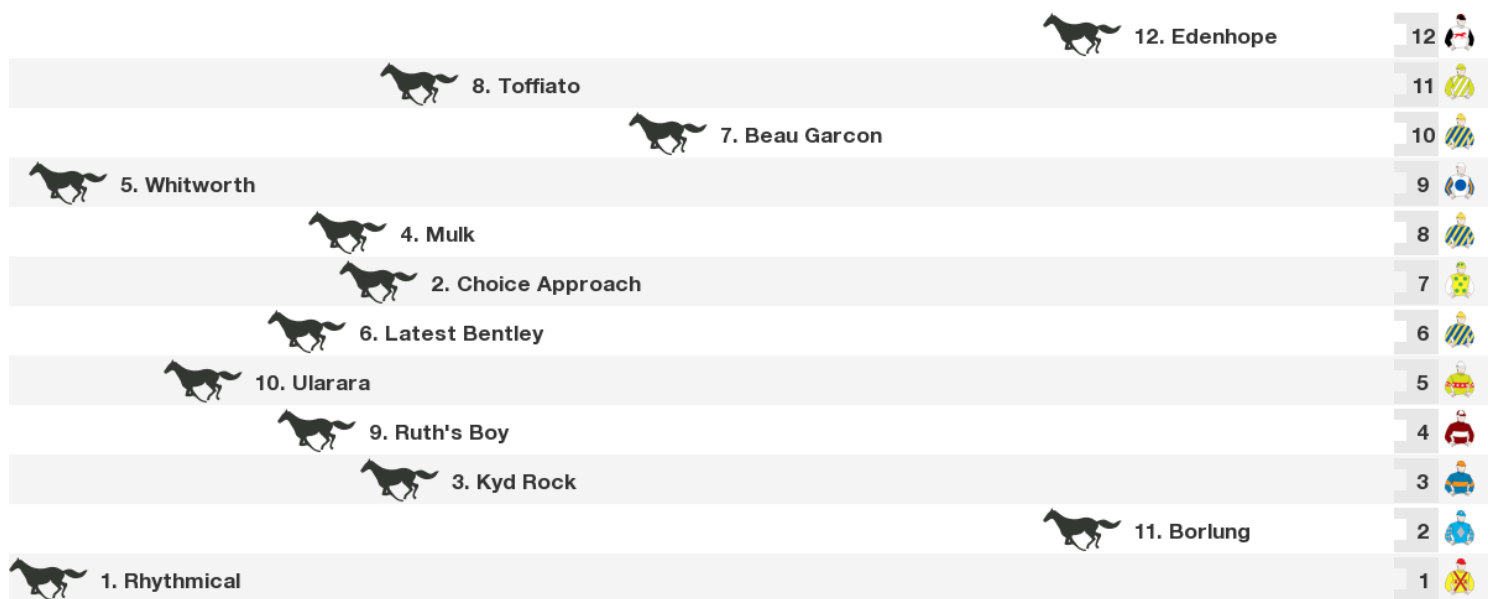 12. Edenhope 12
8. Toffiato 11
7. Beau Garcon 10
5. Whitworth 9
4. Mulk 8
2. Choice Approach 7
6. Latest Bentley 6
10. Ularara 5
9. Ruth's Boy 4
3. Kyd Rock 3
11. Borlung 2
1. Rhythmical 1